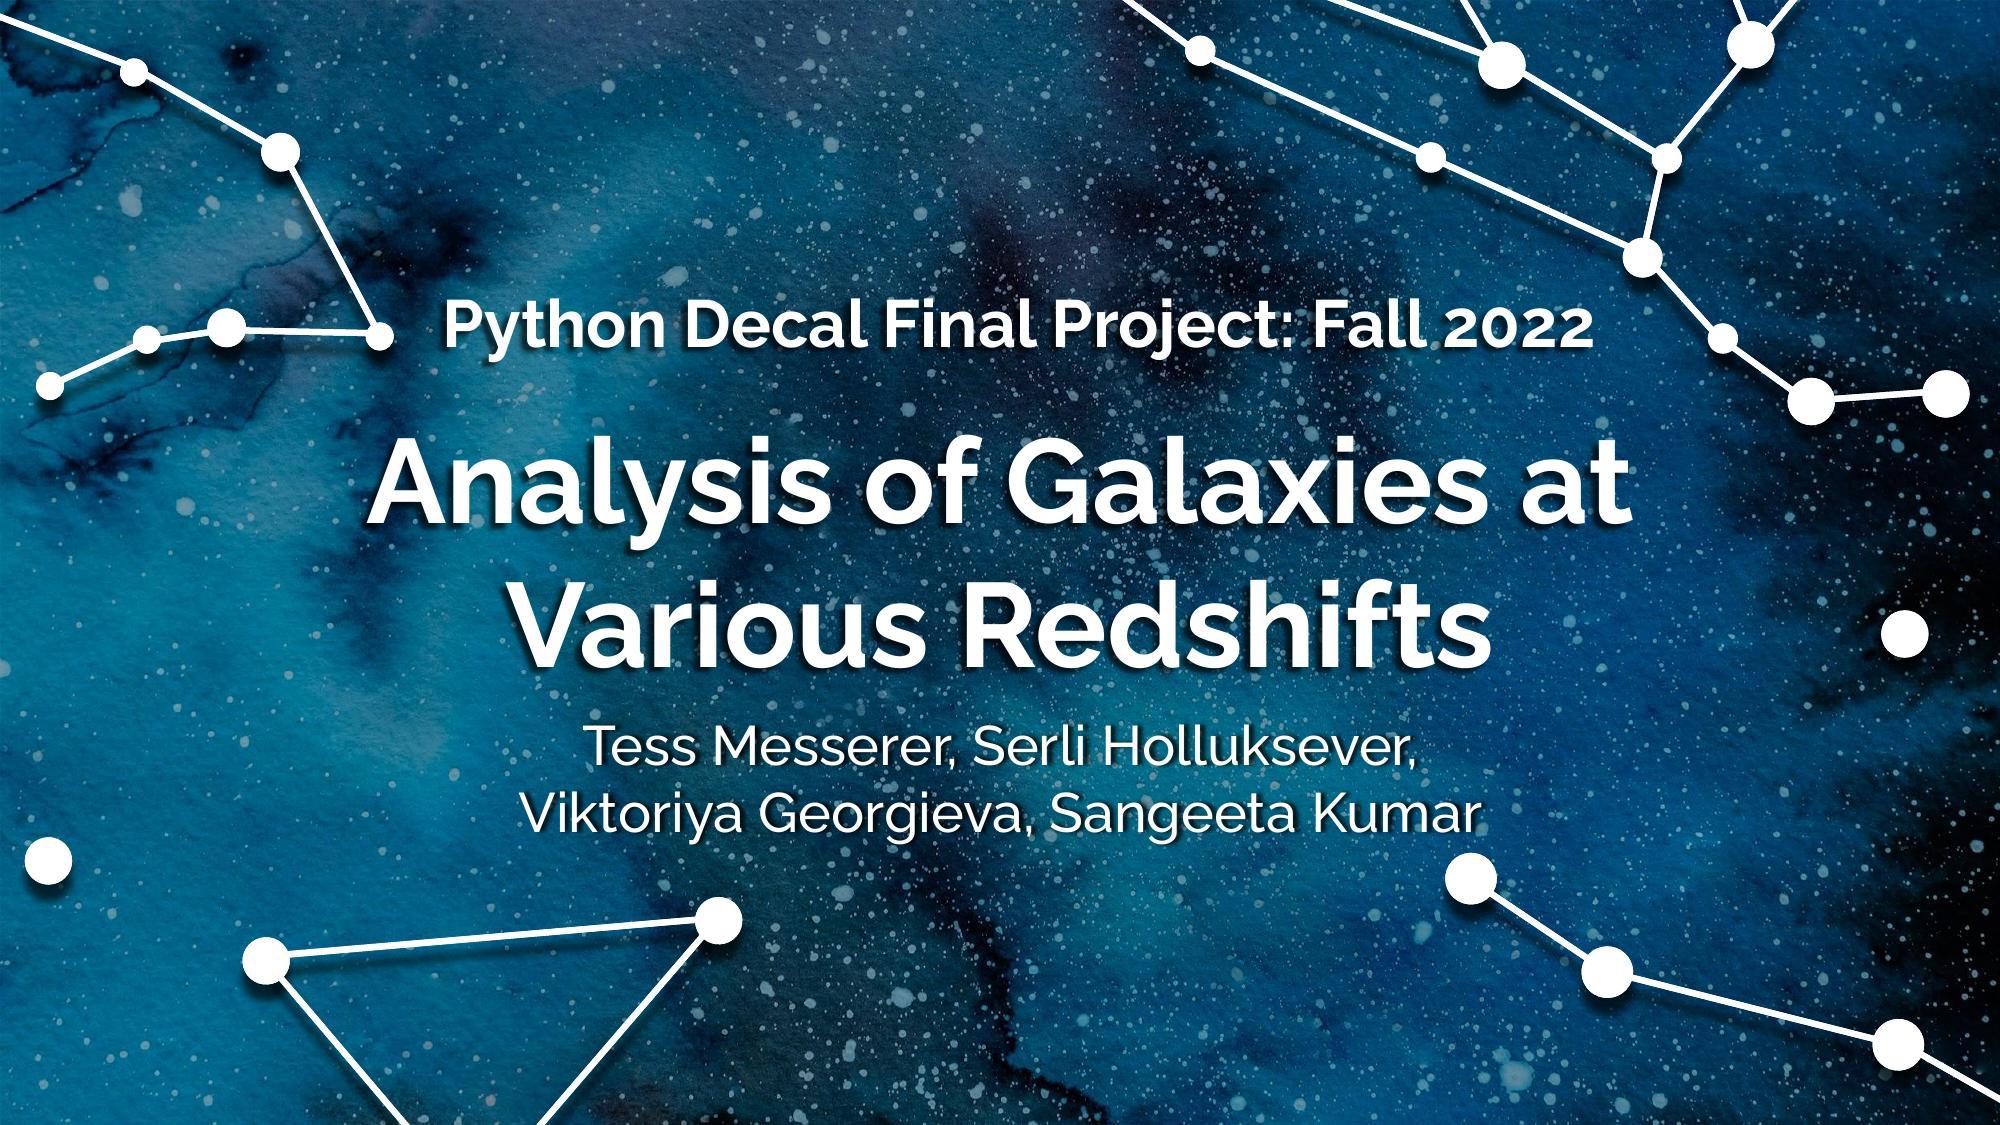 Python Decal Final Project: Fall 2022
Analysis of Galaxies at
Various Redshifts
Tess Messerer, Serli Holluksever,
Viktoriya Georgieva, Sangeeta Kumar